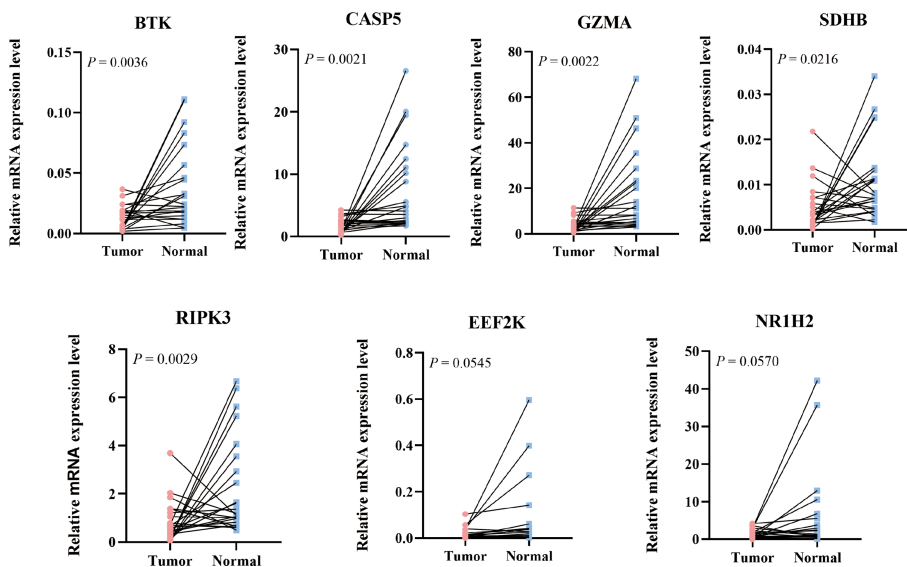 BTK
Relative mRNA expression level
P = 0.0036
0.15
0.10
0.05
0.00
Tumor Normal
CASP5
Relative mRNA expression level
P = 0.0021
30
20
10
0
Tumor Normal
GZMA
Relative mRNA expression level
P = 0.0022
80
60
40
20
0
Tumor Normal
SDHB
Relative mRNA expression level
P = 0.0216
0.04
0.03
0.02
0.01
0.00
Tumor Normal
RIPK3
Relative mRNA expression level
P = 0.0029
8
6
4
2
0
Tumor Normal
EEF2K
Relative mRNA expression level
P = 0.0545
0.8
0.6
0.4
0.2
0.0
Tumor Normal
NR1H2
Relative mRNA expression level
P = 0.0570
50
40
30
20
10
0
Tumor Normal